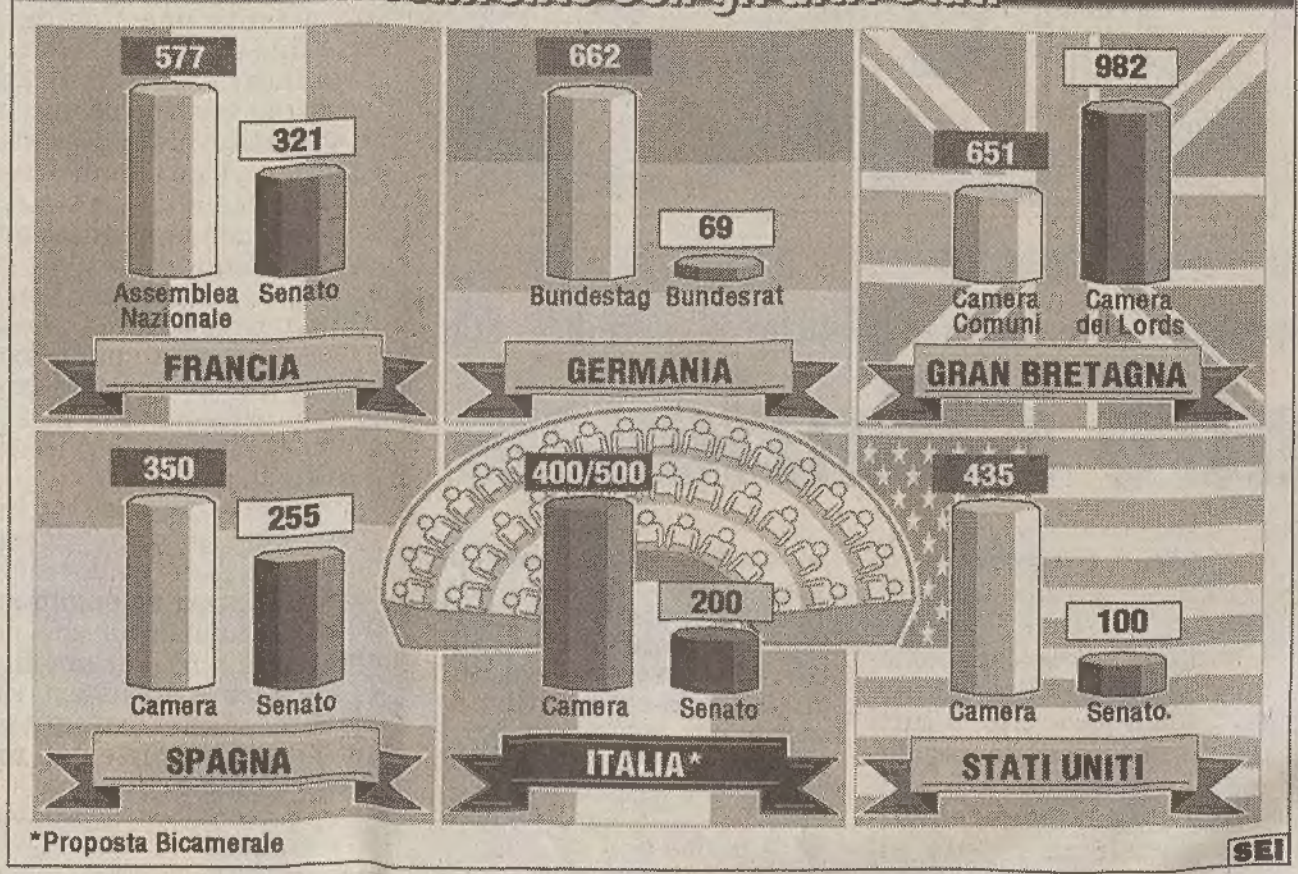 577
321
Assemblea
Nazionale
Senato
FRANCIA
662
69
Bundestag
Bundesrat
GERMANIA
982
651
Camera
Comuni
Camera
dei Lords
GRAN BRETAGNA
350
255
Camera
Senato
SPAGNA
400/500
200
Camera
Senato
ITALIA*
435
100
Camera
Senato.
STATI UNITI
*Proposta Bicamerale
SEI